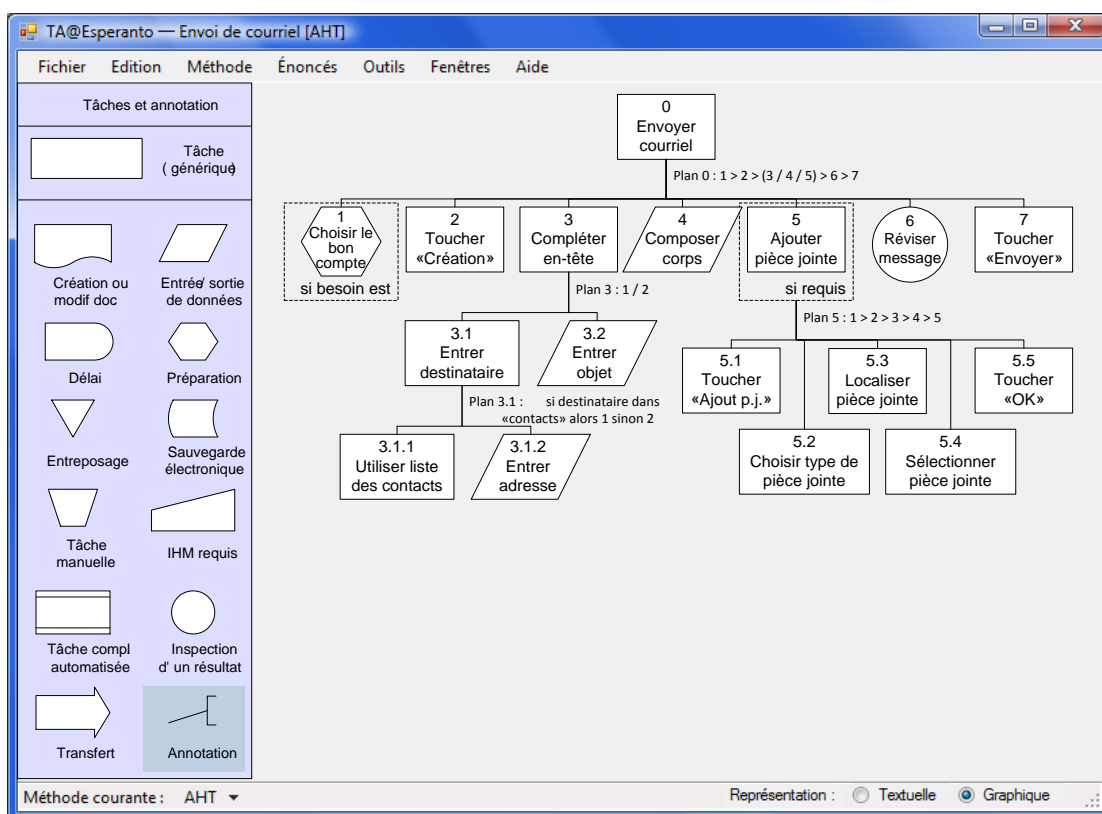 TA@Esperanto — Envoi de courriel [AHT]
Fichier Edition Méthode Énoncés Outils Fenêtres Aide
Tâches et annotation
Tâche
( générique)
Création ou
modif doc
Entrée/ sortie
de données
Délai
Préparation
Entreposage
Sauvegarde
électronique
Tâche
manuelle
IHM requis
Tâche compl
automatisée
Inspection
d' un résultat
Transfert
Annotation
0
Envoyer
courriel
Plan 0 : 1 > 2 > (3 / 4 / 5) > 6 > 7
1
Choisir le
bon
compte
si besoin est
2
Toucher
«Création»
3
Compléter
en-tête
4
Composer
corps
5
Ajouter
pièce jointe
si requis
6
Réviser
message
7
Toucher
«Envoyer»
Plan 3 : 1 / 2
3.1
Entrer
destinataire
3.2
Entrer
objet
Plan 3.1 : si destinataire dans
«contacts» alors 1 sinon 2
3.1.1
Utiliser liste
des contacts
3.1.2
Entrer
adresse
Plan 5 : 1 > 2 > 3 > 4 > 5
5.1
Toucher
«Ajout p.j.»
5.3
Localiser
pièce jointe
5.5
Toucher
«OK»
5.2
Choisir type de
pièce jointe
5.4
Sélectionner
pièce jointe
Méthode courante : AHT
Représentation : Textuelle Graphique